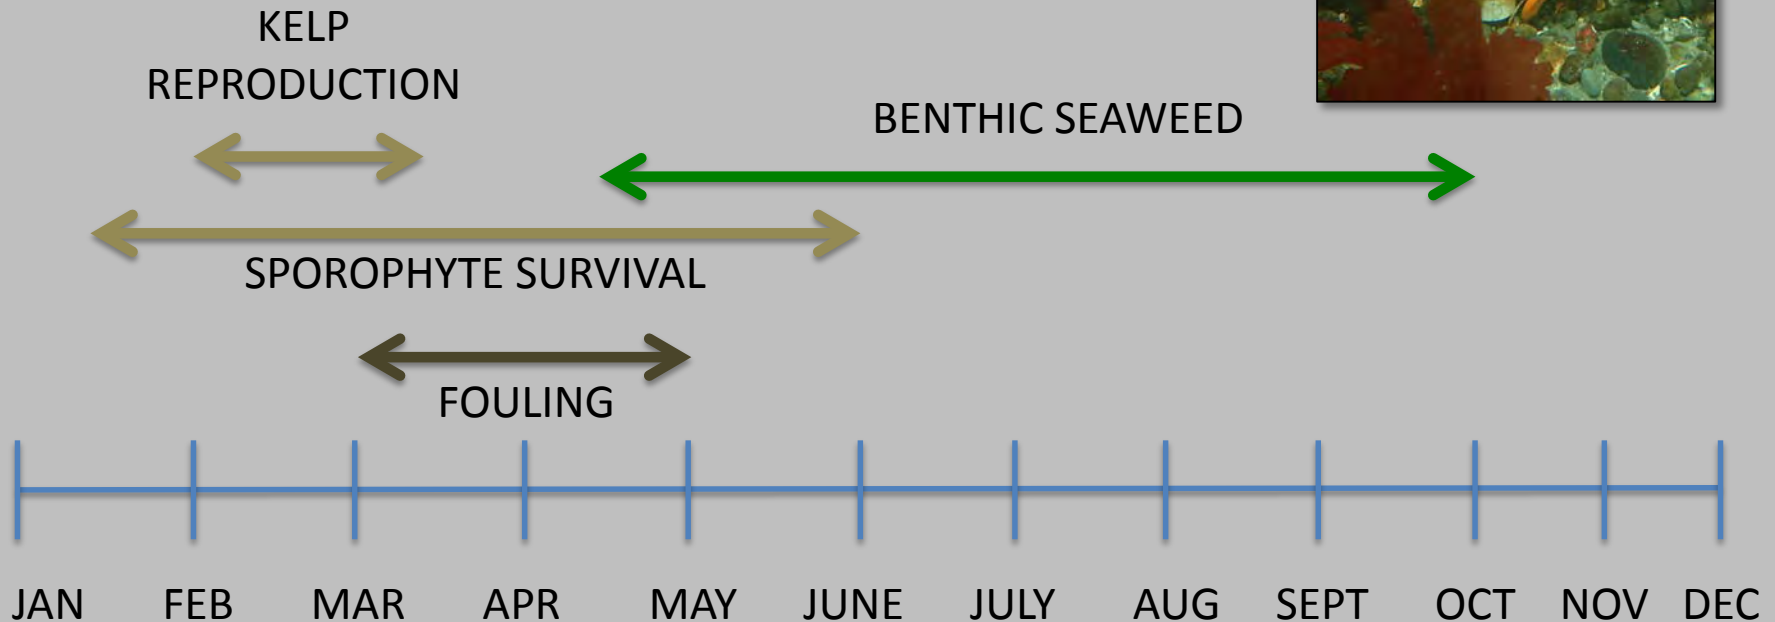 KELP
REPRODUCTION
BENTHIC SEAWEED
SPOROPHYTE SURVIVAL
FOULING
JAN FEB MAR APR MAY JUNE JULY AUG SEPT OCT NOV DEC